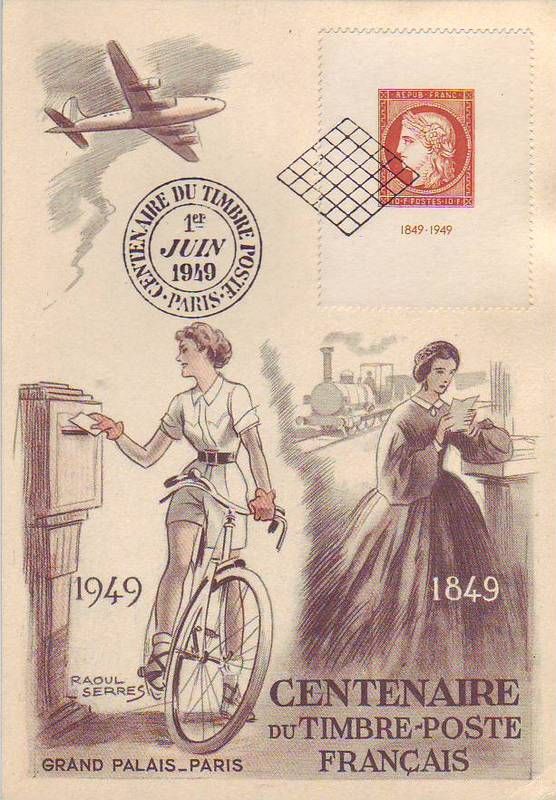 REPUB·FRANC·
10·F·POSTES·10·F
1849·1949
CENTENAIRE DU TIMBRE POSTE
1er
JUIN
1949
·PARIS·
1949
1849
RAOUL
SERRES
CENTENAIRE
DU TIMBRE-POSTE
FRANÇAIS
GRAND PALAIS_PARIS